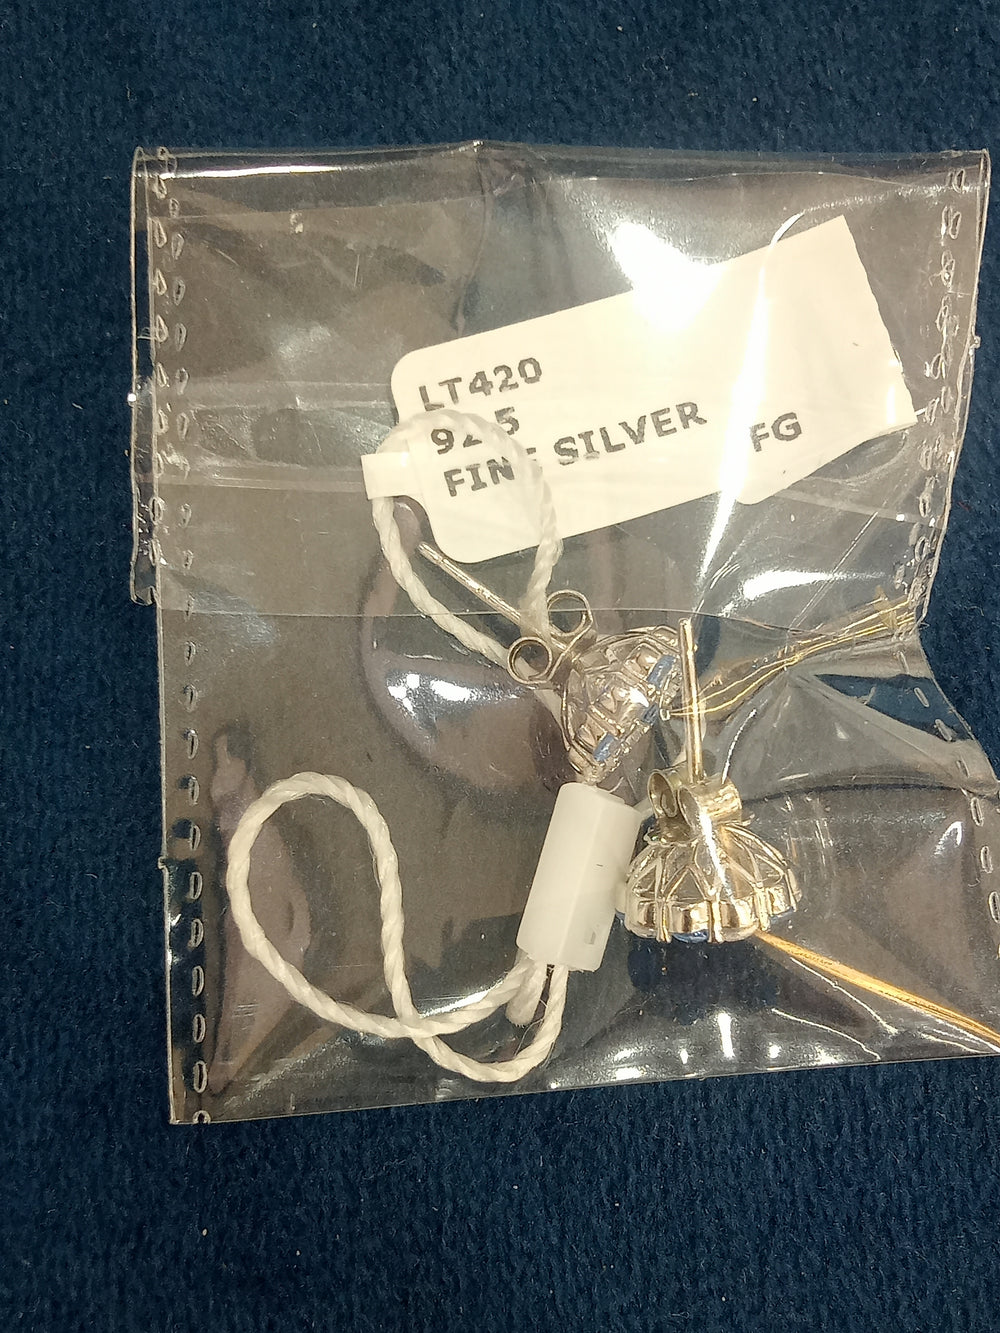 LT420
92.5
FINE SILVER
FG